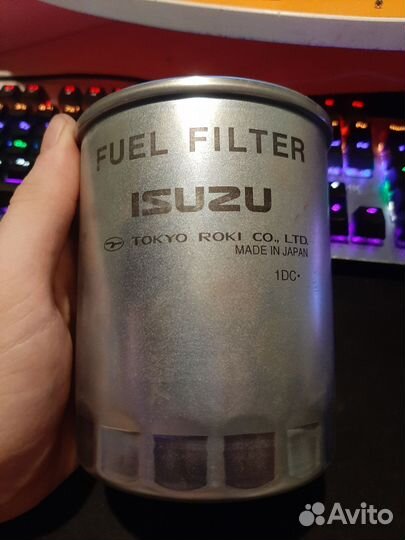 FUEL FILTER
ISUZU
TOKYO ROKI CO., LTD.
MADE IN JAPAN
1DC•
Avito